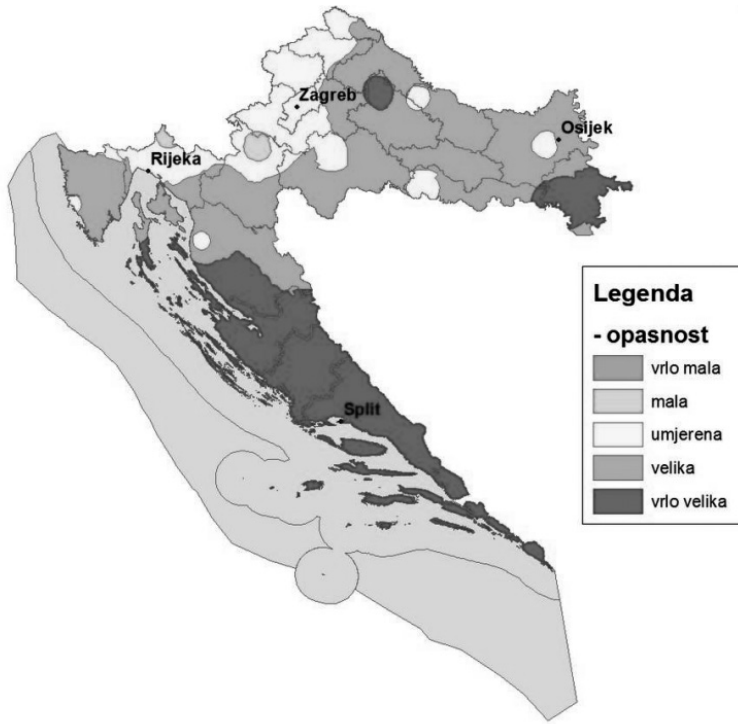 Zagreb
Osijek
Rijeka
Split
Legenda
- opasnost
vrlo mala
mala
umjerena
velika
vrlo velika